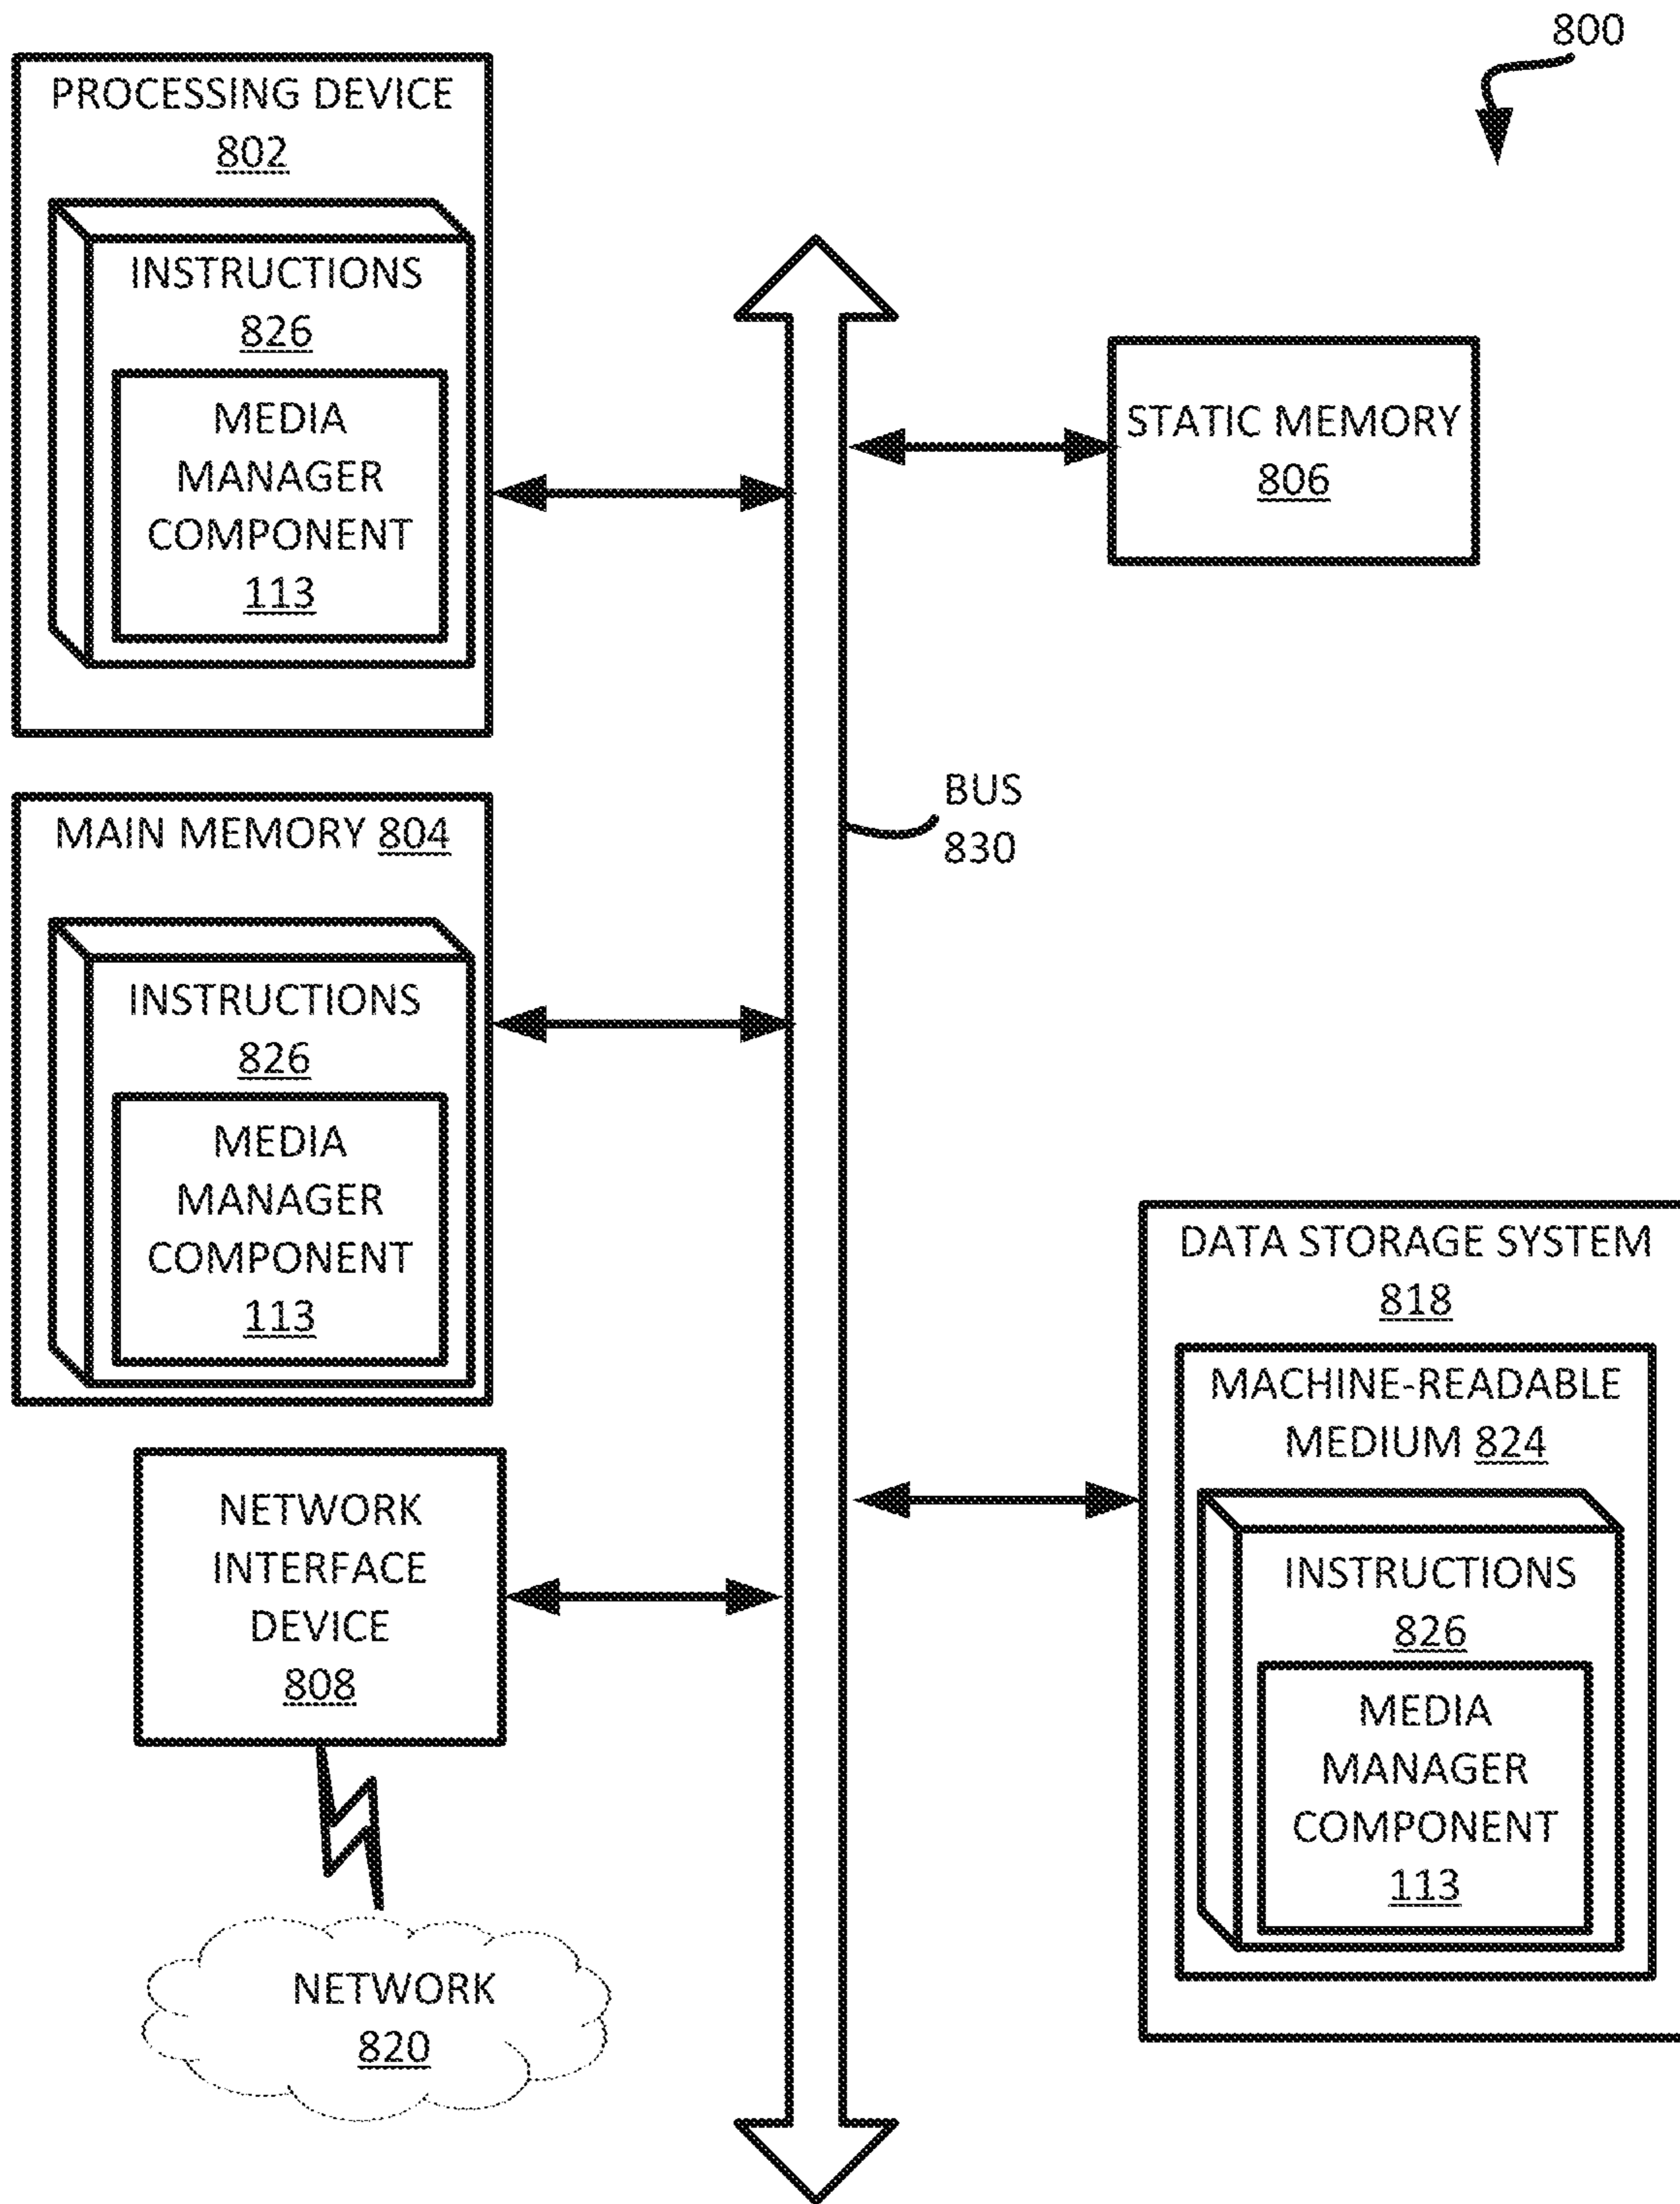 800
PROCESSING DEVICE
802
INSTRUCTIONS
826
MEDIA
MANAGER
COMPONENT
113
STATIC MEMORY
806
BUS
830
MAIN MEMORY 804
INSTRUCTIONS
826
MEDIA
MANAGER
COMPONENT
113
DATA STORAGE SYSTEM
818
MACHINE-READABLE
MEDIUM 824
INSTRUCTIONS
826
MEDIA
MANAGER
COMPONENT
113
NETWORK
INTERFACE
DEVICE
808
NETWORK
820